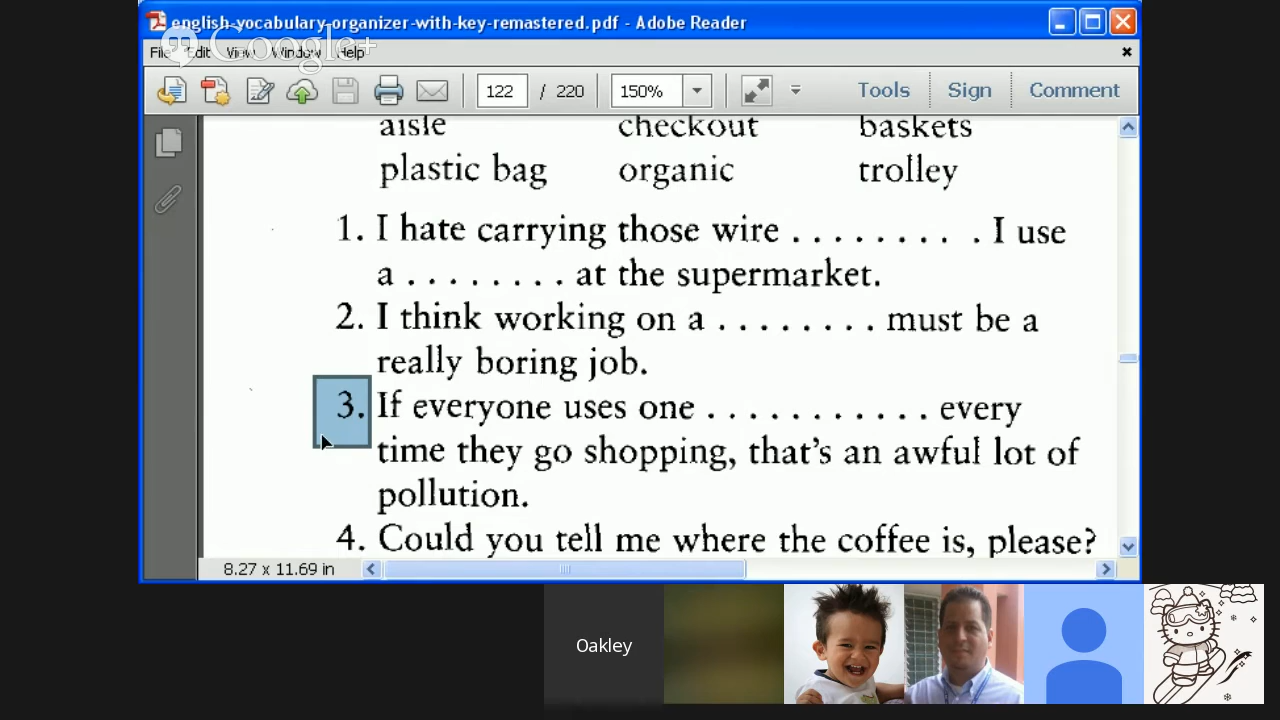 english-vocabulary-organizer-with-key-remastered.pdf - Adobe Reader
Google+
File Edit View Window Help
122 / 220 150% Tools Sign Comment
aisle checkout baskets
plastic bag organic trolley
1. I hate carrying those wire . . . . . . . . . . I use
a . . . . . . . . at the supermarket.
2. I think working on a . . . . . . . . must be a
really boring job.
3. If everyone uses one . . . . . . . . . . . . every
time they go shopping, that's an awful lot of
pollution.
4. Could you tell me where the coffee is, please?
8.27 x 11.69 in
Oakley